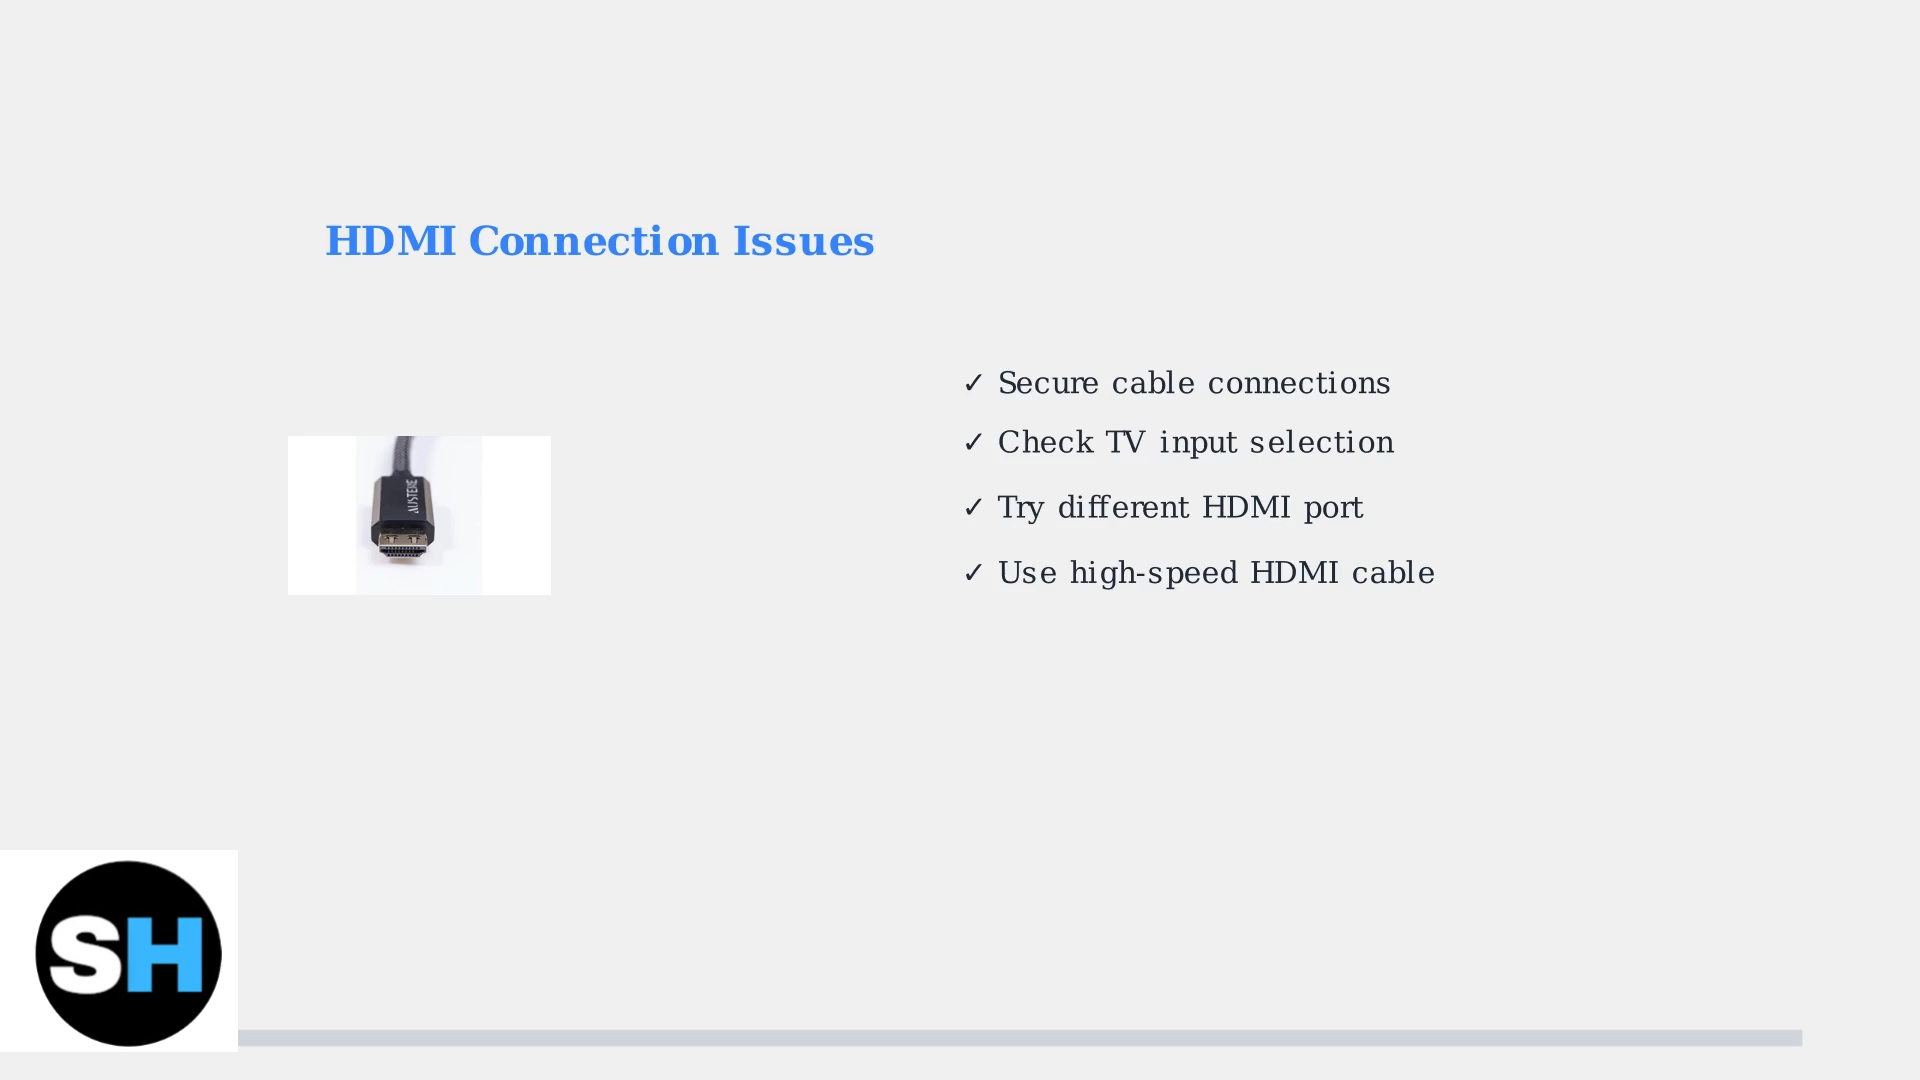 HDMI Connection Issues
✓ Secure cable connections
✓ Check TV input selection
✓ Try different HDMI port
✓ Use high-speed HDMI cable
AUSTERE
SH